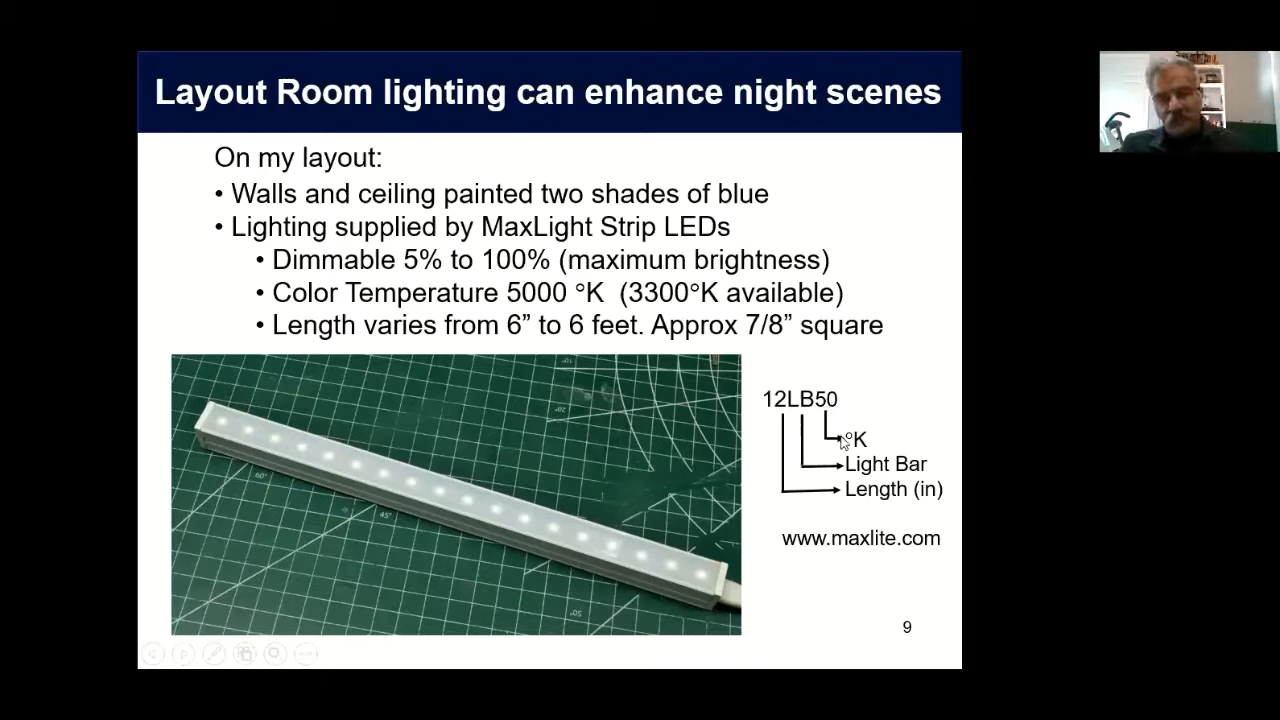 Layout Room lighting can enhance night scenes
On my layout:
• Walls and ceiling painted two shades of blue
• Lighting supplied by MaxLight Strip LEDs
• Dimmable 5% to 100% (maximum brightness)
• Color Temperature 5000 °K (3300°K available)
• Length varies from 6” to 6 feet. Approx 7/8” square
12LB50
°K
Light Bar
Length (in)
www.maxlite.com
60°
45°
9